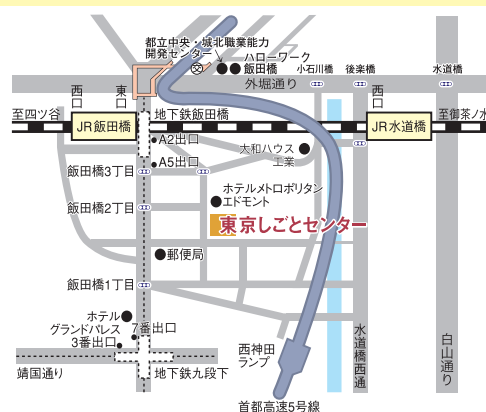 都立中央・城北職業能力
開発センター
ハローワーク
飯田橋
小石川橋
後楽橋
水道橋
外堀通り
西口
東口
西口
至四ツ谷
JR飯田橋
地下鉄飯田橋
JR水道橋
至御茶ノ水
A2出口
大和ハウス
工業
A5出口
飯田橋3丁目
ホテルメトロポリタン
エドモント
飯田橋2丁目
東京しごとセンター
郵便局
飯田橋1丁目
ホテル
グランドパレス
7番出口
3番出口
西神田
ランプ
水道橋西通
白山通り
靖国通り
地下鉄九段下
首都高速5号線